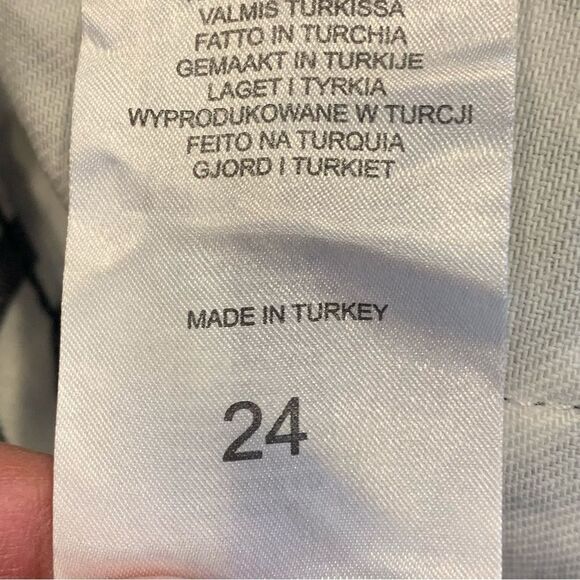 VALMIS TURKISSA
FATTO IN TURCHIA
GEMAAKT IN TURKIJE
LAGET I TYRKIA
WYPRODUKOWANE W TURCJI
FEITO NA TURQUIA
GJORD I TURKIET
MADE IN TURKEY
24